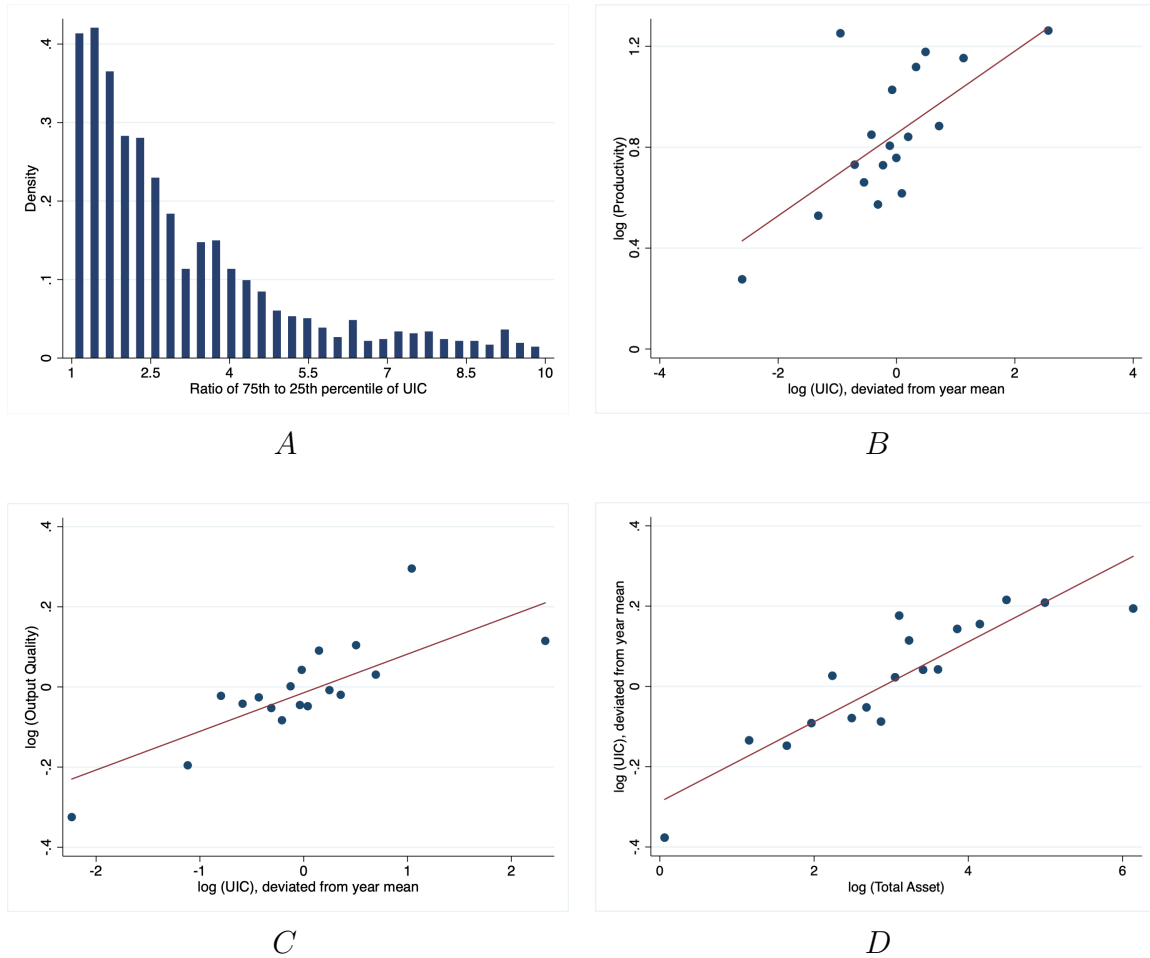 .4
.3
.2
.1
0
Density
1 2.5 4 5.5 7 8.5 10
Ratio of 75th to 25th percentile of UIC
A
1.2
0.8
0.4
0
log (Productivity)
-4 -2 0 2 4
log (UIC), deviated from year mean
B
.4
.2
0
-.2
-.4
log (Output Quality)
-2 -1 0 1 2
log (UIC), deviated from year mean
C
.4
.2
0
-.2
-.4
log (UIC), deviated from year mean
0 2 4 6
log (Total Asset)
D